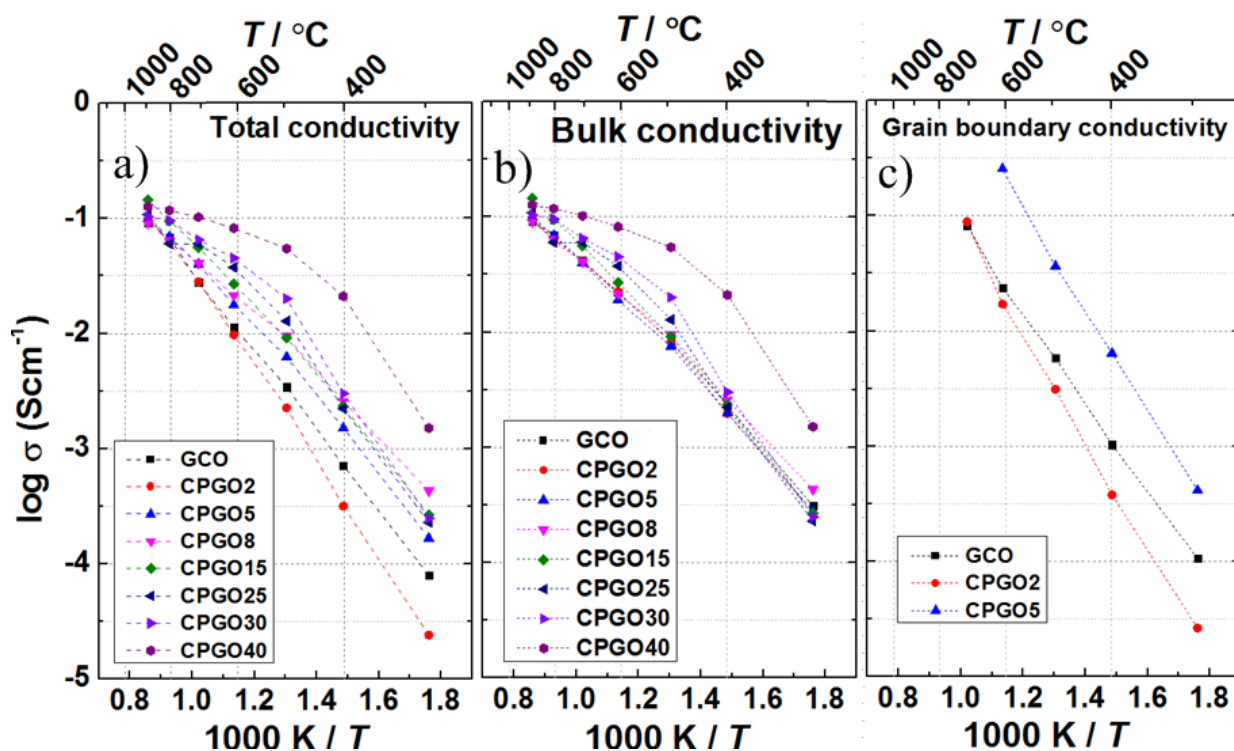 T / °C
1000 800 600 400
Total conductivity
a)
0
-1
-2
-3
-4
-5
log σ (Scm⁻¹)
GCO
CPGO2
CPGO5
CPGO8
CPGO15
CPGO25
CPGO30
CPGO40
0.8 1.0 1.2 1.4 1.6 1.8
1000 K / T
T / °C
1000 800 600 400
Bulk conductivity
b)
GCO
CPGO2
CPGO5
CPGO8
CPGO15
CPGO25
CPGO30
CPGO40
0.8 1.0 1.2 1.4 1.6 1.8
1000 K / T
T / °C
1000 800 600 400
Grain boundary conductivity
c)
GCO
CPGO2
CPGO5
0.8 1.0 1.2 1.4 1.6 1.8
1000 K / T